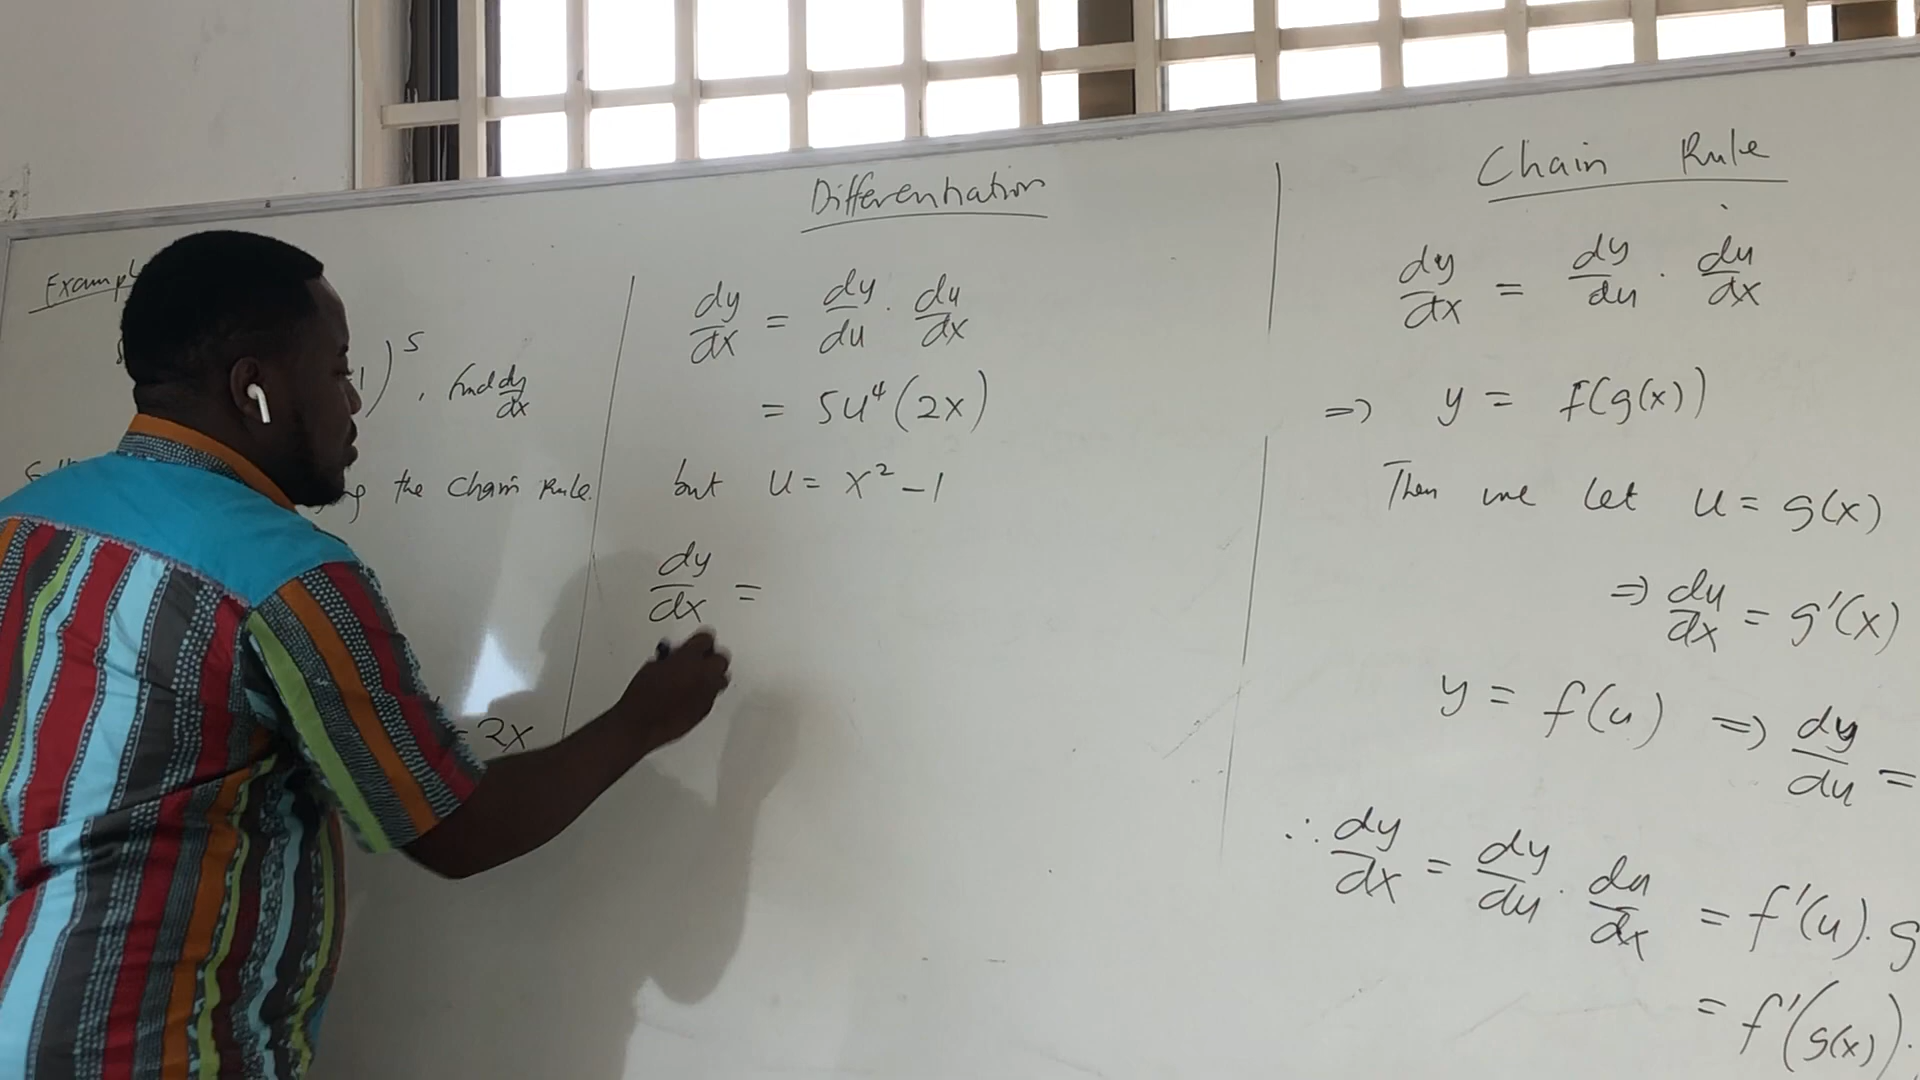 Differentiation
Chain Rule
1)^5, find dy/dx
the Chain Rule.
= 2x
dy/dx = dy/du · du/dx
= 5u^4(2x)
but u = x² - 1
dy/dx =
dy/dx = dy/du · du/dx
=> y = f(g(x))
Then we let u = g(x)
=> du/dx = g'(x)
y = f(u) => dy/du =
∴ dy/dx = dy/du · du/dx = f'(u). g
= f'(g(x)).